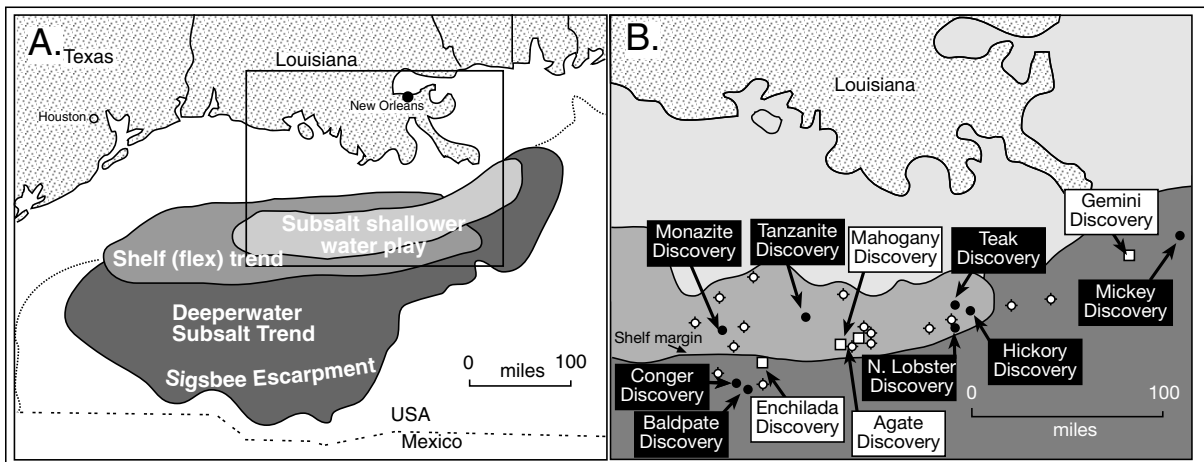 A.
Texas
Louisiana
Houston
New Orleans
Subsalt shallower
water play
Shelf (flex) trend
Deeperwater
Subsalt Trend
Sigsbee Escarpment
0
100
miles
USA
Mexico
B.
Louisiana
Gemini
Discovery
Monazite
Discovery
Tanzanite
Discovery
Mahogany
Discovery
Teak
Discovery
Mickey
Discovery
Shelf margin
N. Lobster
Discovery
Hickory
Discovery
Conger
Discovery
Baldpate
Discovery
Enchilada
Discovery
Agate
Discovery
0
100
miles